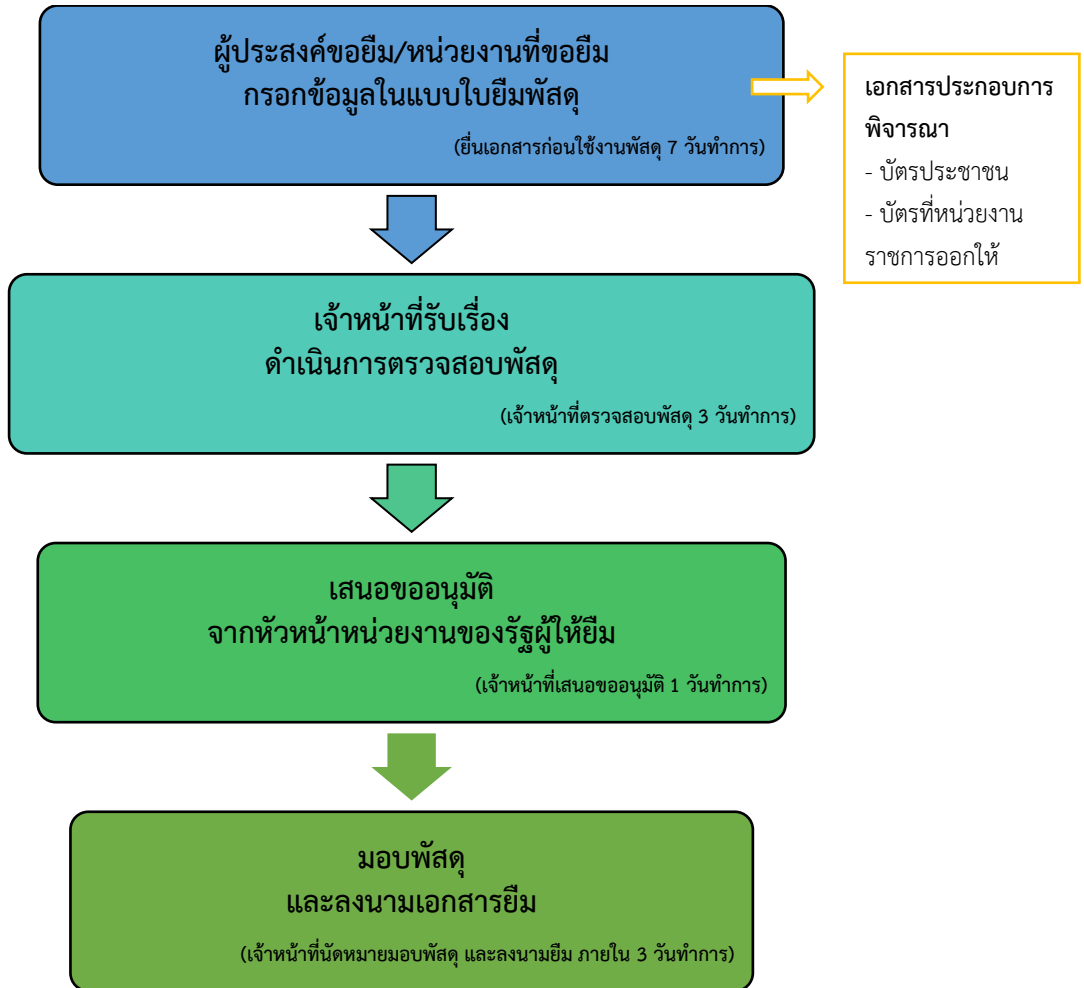 ผู้ประสงค์ขอยืม/หน่วยงานที่ขอยืม
กรอกข้อมูลในแบบใบยืมพัสดุ
(ยื่นเอกสารก่อนใช้งานพัสดุ 7 วันทำการ)
เอกสารประกอบการ
พิจารณา
- บัตรประชาชน
- บัตรที่หน่วยงาน
ราชการออกให้
เจ้าหน้าที่รับเรื่อง
ดำเนินการตรวจสอบพัสดุ
(เจ้าหน้าที่ตรวจสอบพัสดุ 3 วันทำการ)
เสนอขออนุมัติ
จากหัวหน้าหน่วยงานของรัฐผู้ให้ยืม
(เจ้าหน้าที่เสนอขออนุมัติ 1 วันทำการ)
มอบพัสดุ
และลงนามเอกสารยืม
(เจ้าหน้าที่นัดหมายมอบพัสดุ และลงนามยืม ภายใน 3 วันทำการ)